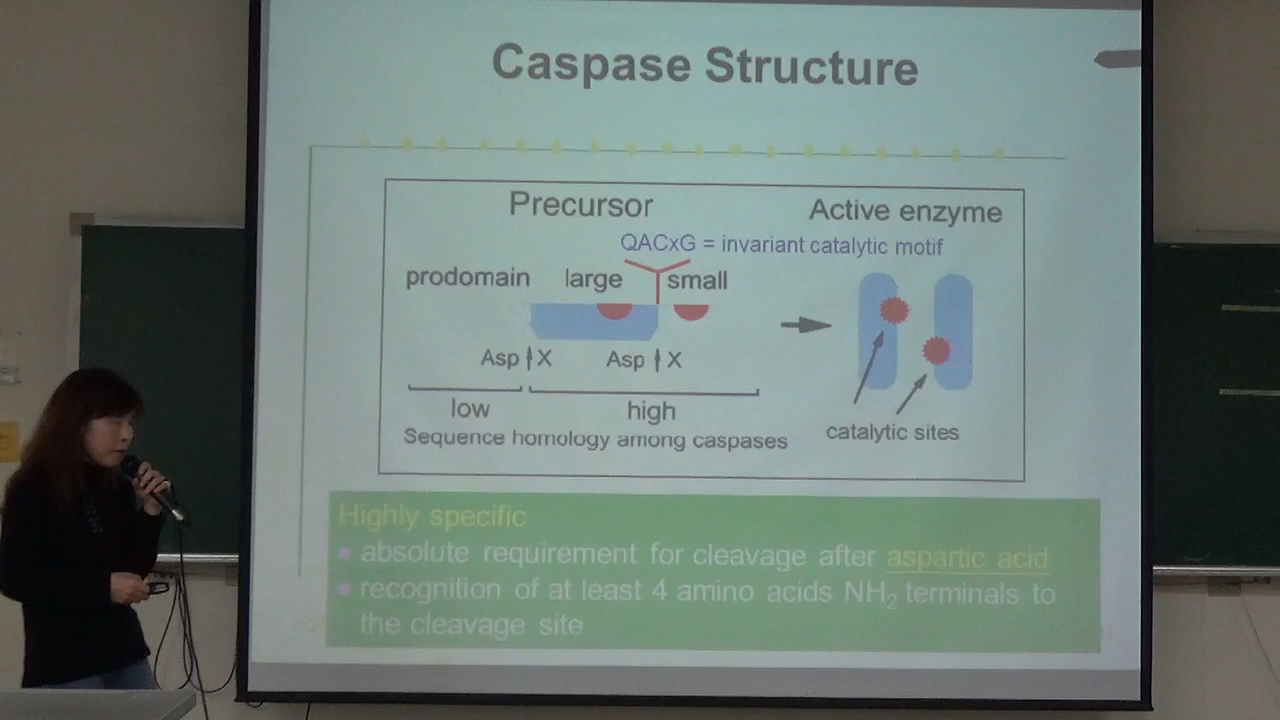 Caspase Structure
Precursor
Active enzyme
QACxG = invariant catalytic motif
prodomain large small
Asp X Asp X
low high
Sequence homology among caspases
catalytic sites
Highly specific
• absolute requirement for cleavage after aspartic acid
• recognition of at least 4 amino acids NH₂ terminals to
the cleavage site